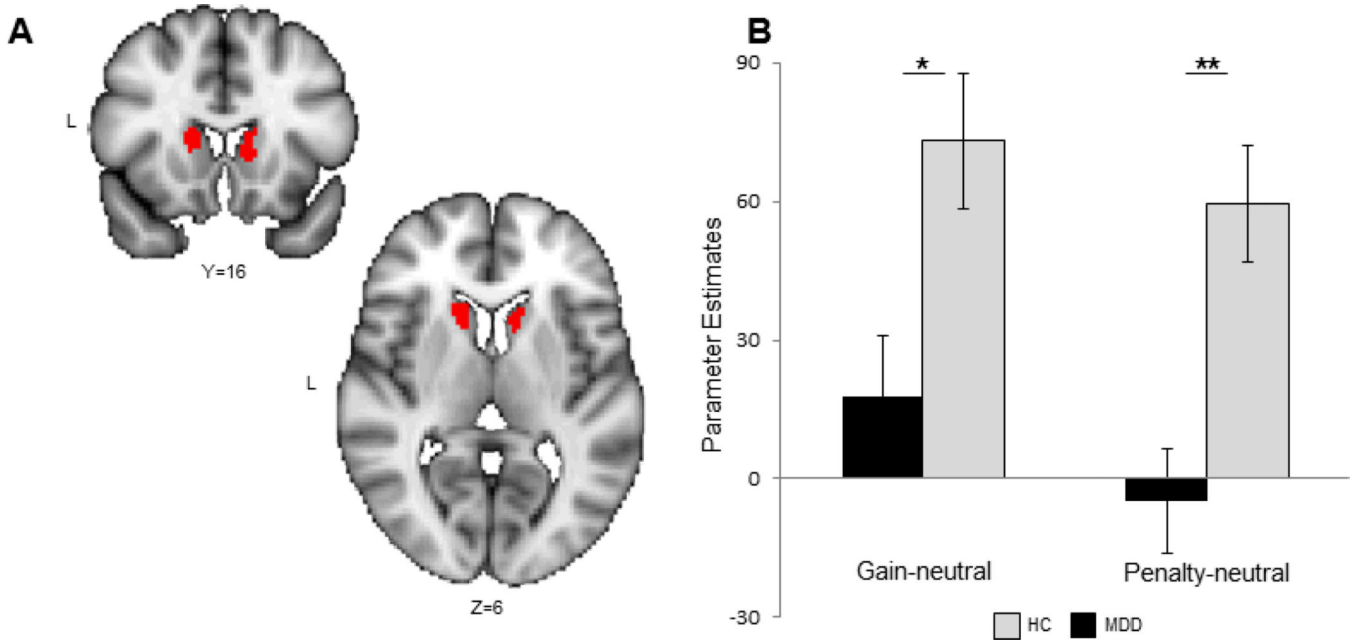 A
L
Y=16
L
Z=6
B
Parameter Estimates
90
60
30
0
-30
*
**
Gain-neutral
Penalty-neutral
HC
MDD